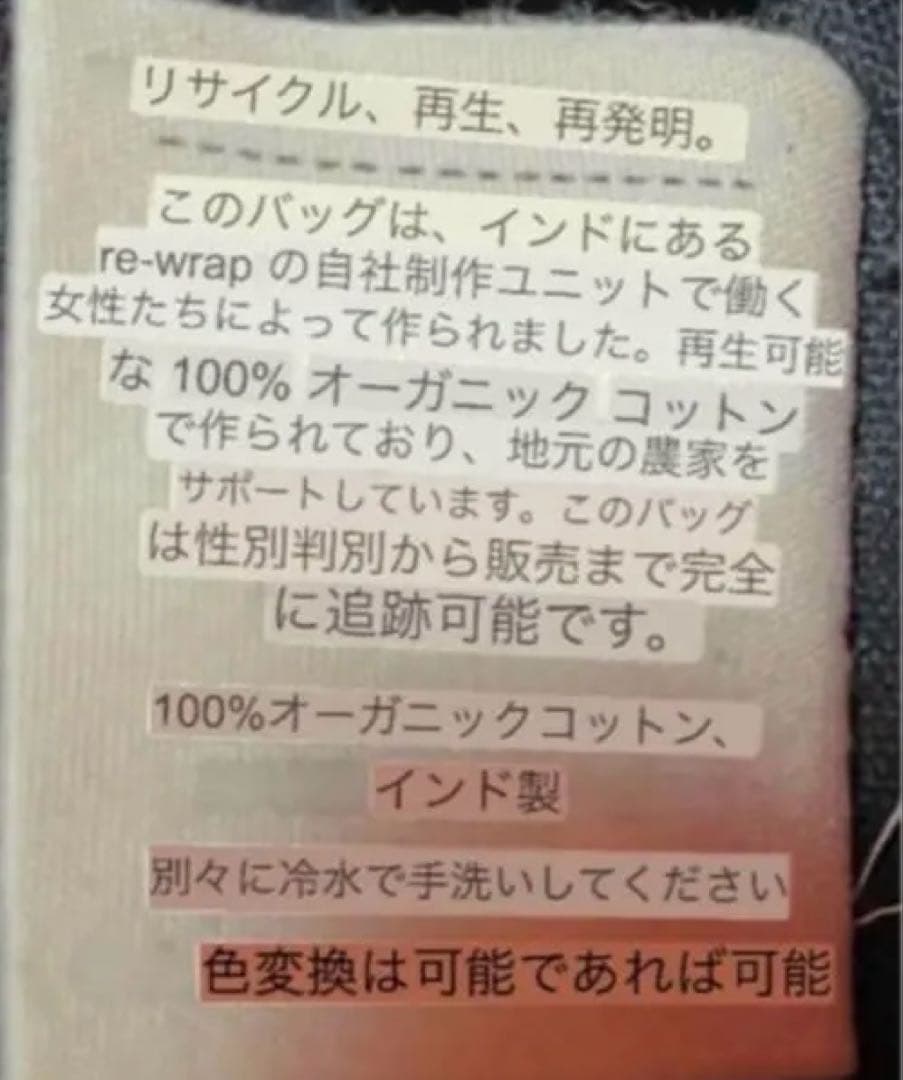 リサイクル、再生、再発明。
このバッグは、インドにある
re-wrap の自社制作ユニットで働く
女性たちによって作られました。再生可能
な 100% オーガニック コットン
で作られており、地元の農家を
サポートしています。このバッグ
は性別判別から販売まで完全
に追跡可能です。
100%オーガニックコットン、
インド製
別々に冷水で手洗いしてください
色変換は可能であれば可能